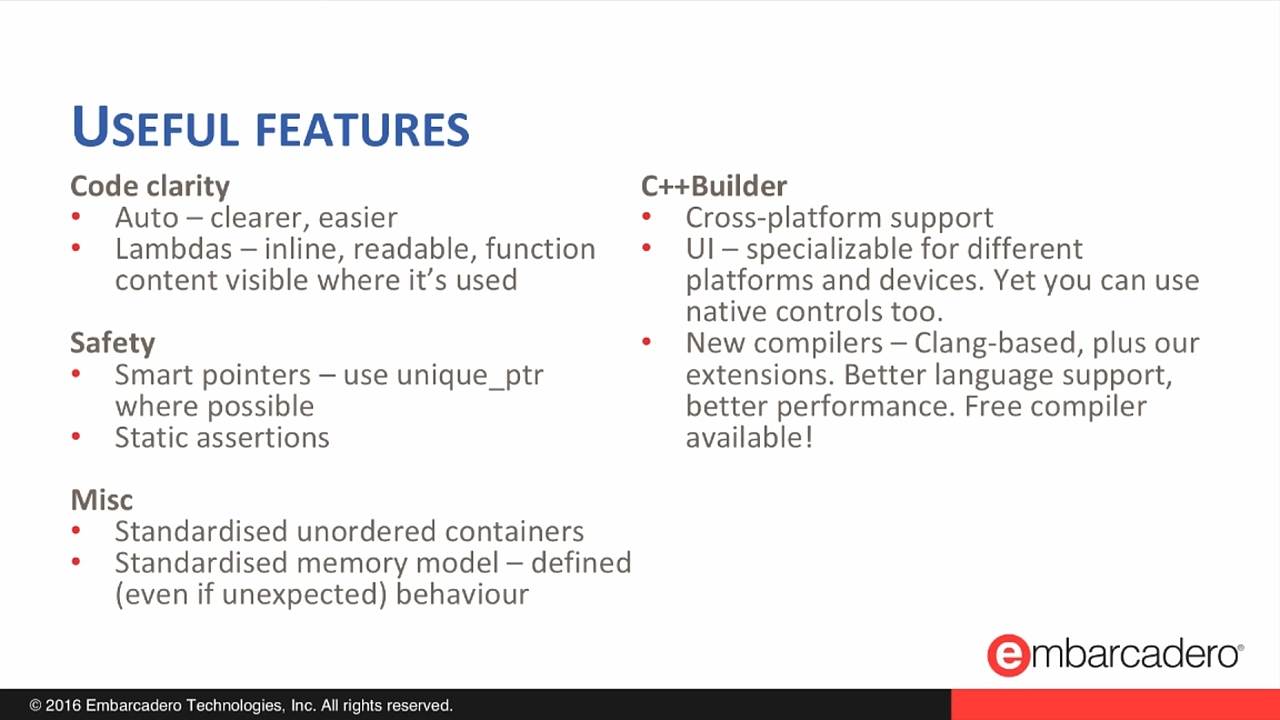 USEFUL FEATURES
Code clarity
• Auto – clearer, easier
• Lambdas – inline, readable, function
content visible where it’s used
Safety
• Smart pointers – use unique_ptr
where possible
• Static assertions
Misc
• Standardised unordered containers
• Standardised memory model – defined
(even if unexpected) behaviour
C++Builder
• Cross-platform support
• UI – specializable for different
platforms and devices. Yet you can use
native controls too.
• New compilers – Clang-based, plus our
extensions. Better language support,
better performance. Free compiler
available!
embarcadero®
© 2016 Embarcadero Technologies, Inc. All rights reserved.